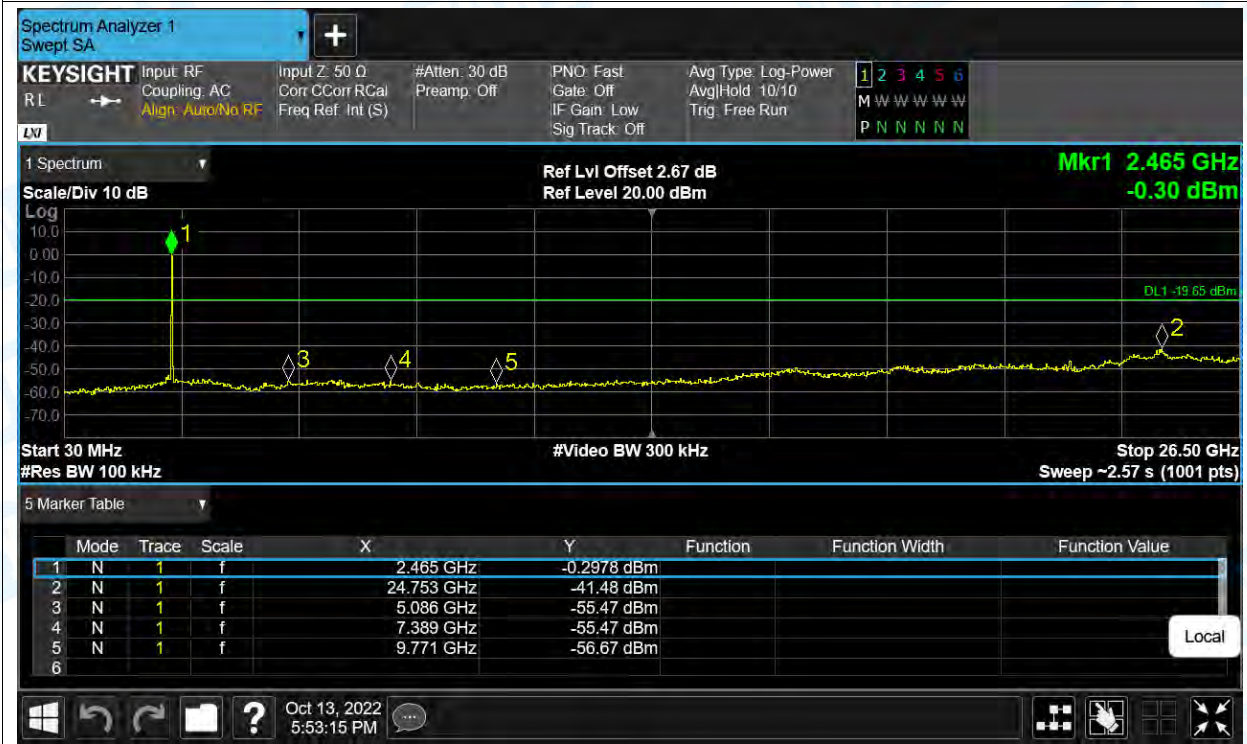 Spectrum Analyzer 1
Swept SA
+
KEYSIGHT
R L
LXI
Input: RF
Coupling: AC
Align: Auto/No RF
Input Z: 50 Ω
Corr CCorr RCal
Freq Ref: Int (S)
#Atten: 30 dB
Preamp: Off
PNO: Fast
Gate: Off
IF Gain: Low
Sig Track: Off
Avg Type: Log-Power
Avg|Hold: 10/10
Trig: Free Run
1 2 3 4 5 6
M W W W W W
P N N N N N
1 Spectrum
Scale/Div 10 dB
Ref Lvl Offset 2.67 dB
Ref Level 20.00 dBm
Mkr1 2.465 GHz
-0.30 dBm
Log
10.0
0.00
-10.0
-20.0
-30.0
-40.0
-50.0
-60.0
-70.0
1
DL1 -19.65 dBm
2
3
4
5
Start 30 MHz
#Res BW 100 kHz
#Video BW 300 kHz
Stop 26.50 GHz
Sweep ~2.57 s (1001 pts)
5 Marker Table
Mode Trace Scale X Y Function Function Width Function Value
1 N 1 f 2.465 GHz -0.2978 dBm
2 N 1 f 24.753 GHz -41.48 dBm
3 N 1 f 5.086 GHz -55.47 dBm
4 N 1 f 7.389 GHz -55.47 dBm
5 N 1 f 9.771 GHz -56.67 dBm
6
Local
?
Oct 13, 2022
5:53:15 PM